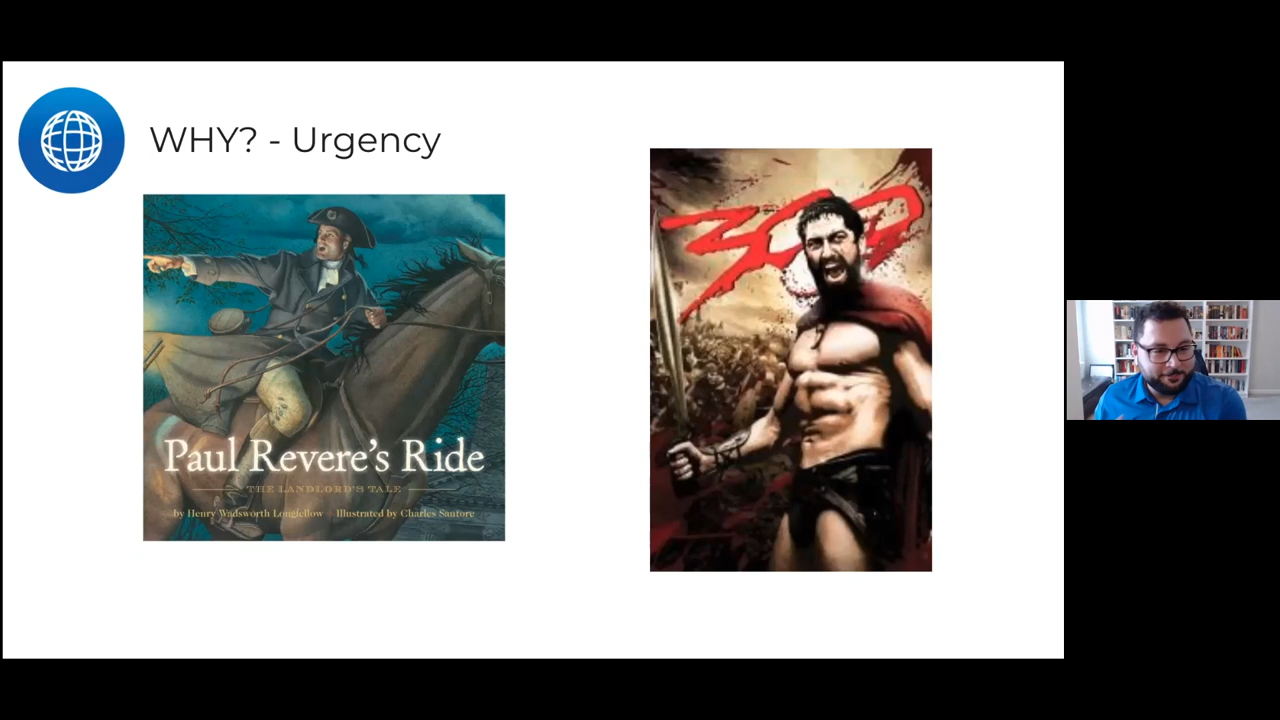 WHY? - Urgency
Paul Revere's Ride
THE LANDLORD'S TALE
by Henry Wadsworth Longfellow Illustrated by Charles Santore
300